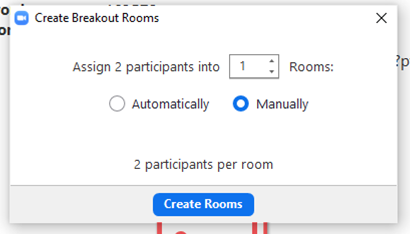 Create Breakout Rooms
Assign 2 participants into 1 Rooms:
?p
Automatically Manually
2 participants per room
Create Rooms